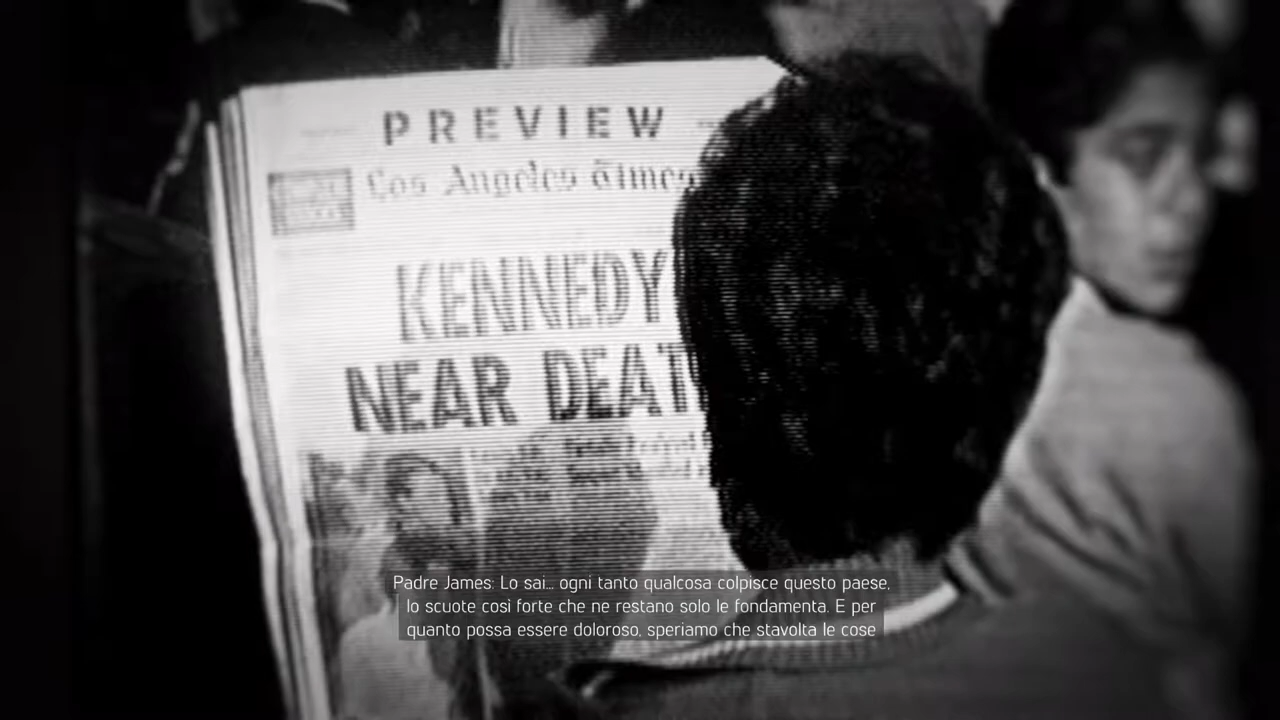 PREVIEW
Los Angeles Times
KENNEDY
NEAR DEAT
Padre James: Lo sai... ogni tanto qualcosa colpisce questo paese,
lo scuote così forte che ne restano solo le fondamenta. E per
quanto possa essere doloroso, speriamo che stavolta le cose